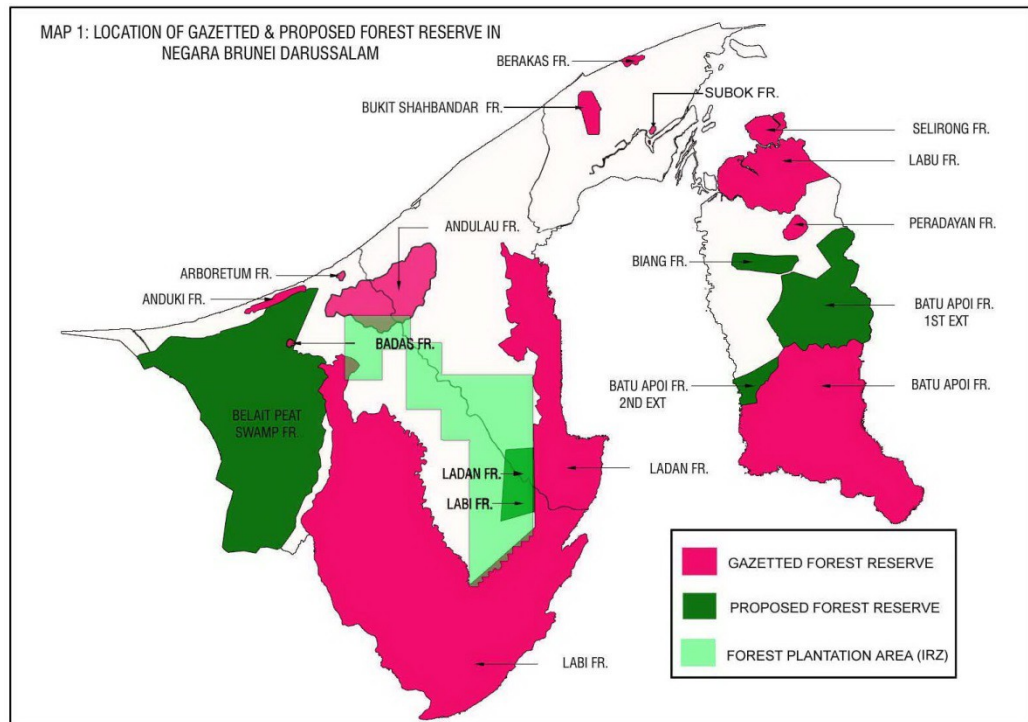 MAP 1: LOCATION OF GAZETTED & PROPOSED FOREST RESERVE IN
NEGARA BRUNEI DARUSSALAM
BERAKAS FR.
SUBOK FR.
BUKIT SHAHBANDAR FR.
SELIRONG FR.
LABU FR.
PERADAYAN FR.
ANDULAU FR.
BIANG FR.
ARBORETUM FR.
ANDUKI FR.
BATU APOI FR.
1ST EXT
BADAS FR.
BATU APOI FR.
2ND EXT
BATU APOI FR.
BELAIT PEAT
SWAMP FR.
LADAN FR.
LADAN FR.
LABI FR.
LABI FR.
GAZETTED FOREST RESERVE
PROPOSED FOREST RESERVE
FOREST PLANTATION AREA (IRZ)